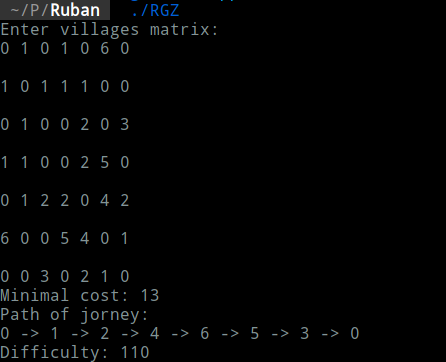 ~/P/Ruban ./RGZ
Enter villages matrix:
0 1 0 1 0 6 0
1 0 1 1 1 0 0
0 1 0 0 2 0 3
1 1 0 0 2 5 0
0 1 2 2 0 4 2
6 0 0 5 4 0 1
0 0 3 0 2 1 0
Minimal cost: 13
Path of jorney:
0 -> 1 -> 2 -> 4 -> 6 -> 5 -> 3 -> 0
Difficulty: 110